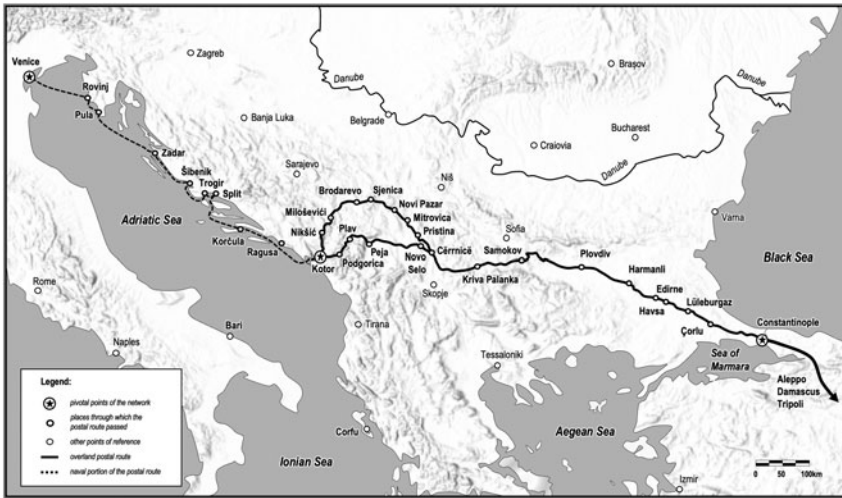 Venice
Rovinj
Pula
Zagreb
Danube
Brașov
Danube
Banja Luka
Belgrade
Craiovia
Bucharest
Danube
Zadar
Šibenik
Trogir
Split
Sarajevo
Brodarevo
Sjenica
Niš
Miloševići
Novi Pazar
Mitrovica
Varna
Adriatic Sea
Nikšić
Plav
Pristina
Sofia
Korčula
Ragusa
Peja
Cërrnicë
Samokov
Plovdiv
Black Sea
Kotor
Podgorica
Novo
Selo
Kriva Palanka
Harmanli
Rome
Skopje
Edirne
Havsa
Lüleburgaz
Constantinople
Bari
Tirana
Çorlu
Naples
Tessaloniki
Sea of
Marmara
Aleppo
Damascus
Tripoli
Legend:
pivotal points of the network
places through which the
postal route passed
other points of reference
overland postal route
naval portion of the postal route
Corfu
Aegean Sea
Ionian Sea
Izmir
0
50
100km